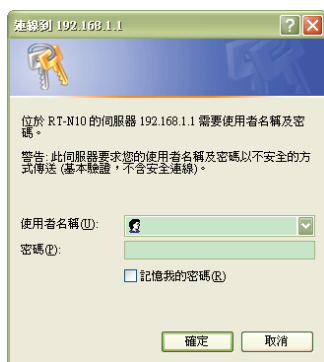 連線到 192.168.1.1
位於 RT-N10 的伺服器 192.168.1.1 需要使用者名稱及密
碼。
警告: 此伺服器要求您的使用者名稱及密碼以不安全的方
式傳送 (基本驗證，不含安全連線)。
使用者名稱(U):
密碼(P):
記憶我的密碼(R)
確定
取消